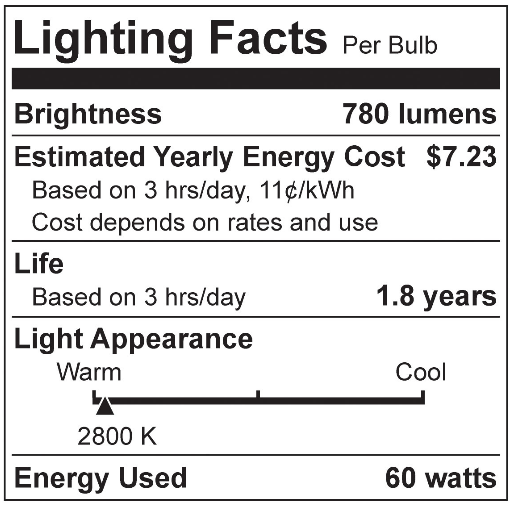 Lighting Facts Per Bulb
Brightness 780 lumens
Estimated Yearly Energy Cost $7.23
Based on 3 hrs/day, 11¢/kWh
Cost depends on rates and use
Life
Based on 3 hrs/day 1.8 years
Light Appearance
Warm Cool
2800 K
Energy Used 60 watts